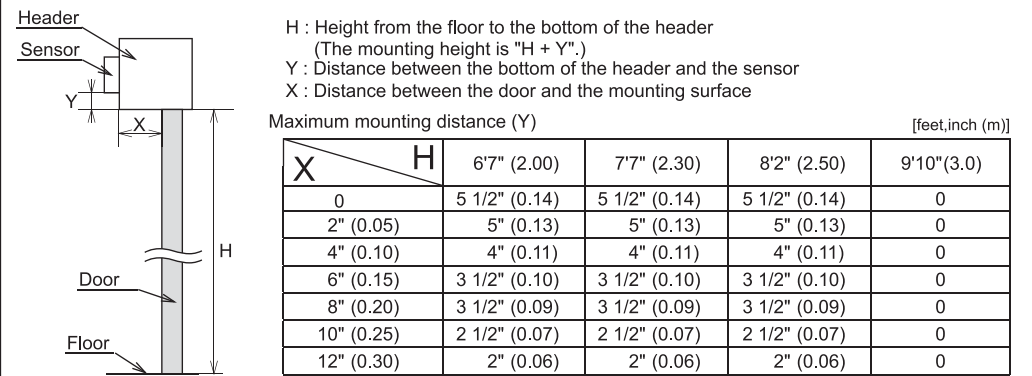 Header
Sensor
Y
X
H
Door
Floor
H : Height from the floor to the bottom of the header
(The mounting height is "H + Y".)
Y : Distance between the bottom of the header and the sensor
X : Distance between the door and the mounting surface
Maximum mounting distance (Y) [feet,inch (m)]
X H 6'7" (2.00) 7'7" (2.30) 8'2" (2.50) 9'10"(3.0)
0 5 1/2" (0.14) 5 1/2" (0.14) 5 1/2" (0.14) 0
2" (0.05) 5" (0.13) 5" (0.13) 5" (0.13) 0
4" (0.10) 4" (0.11) 4" (0.11) 4" (0.11) 0
6" (0.15) 3 1/2" (0.10) 3 1/2" (0.10) 3 1/2" (0.10) 0
8" (0.20) 3 1/2" (0.09) 3 1/2" (0.09) 3 1/2" (0.09) 0
10" (0.25) 2 1/2" (0.07) 2 1/2" (0.07) 2 1/2" (0.07) 0
12" (0.30) 2" (0.06) 2" (0.06) 2" (0.06) 0